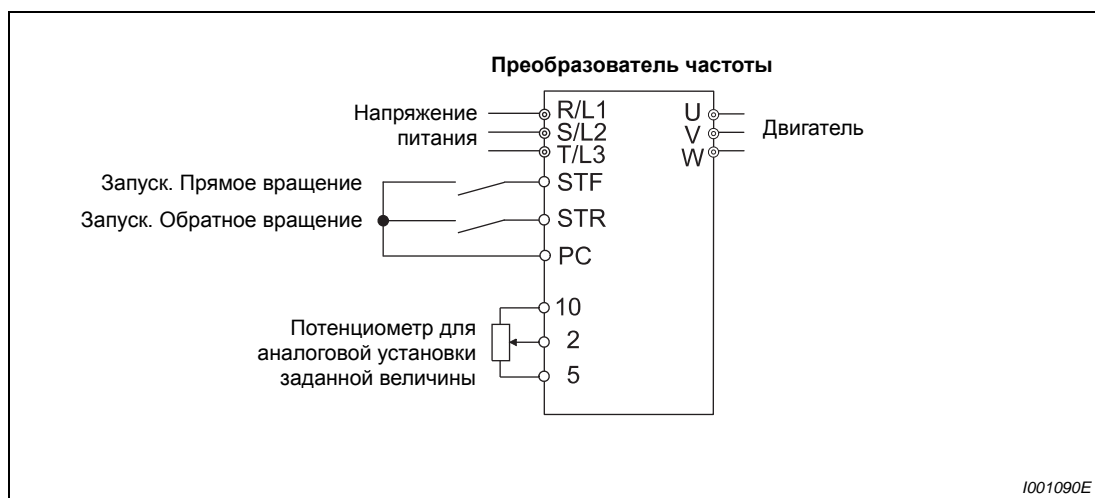 Преобразователь частоты
Напряжение
питания
R/L1
S/L2
T/L3
U
V
W
Двигатель
Запуск. Прямое вращение
STF
Запуск. Обратное вращение
STR
PC
Потенциометр для
аналоговой установки
заданной величины
10
2
5
I001090E